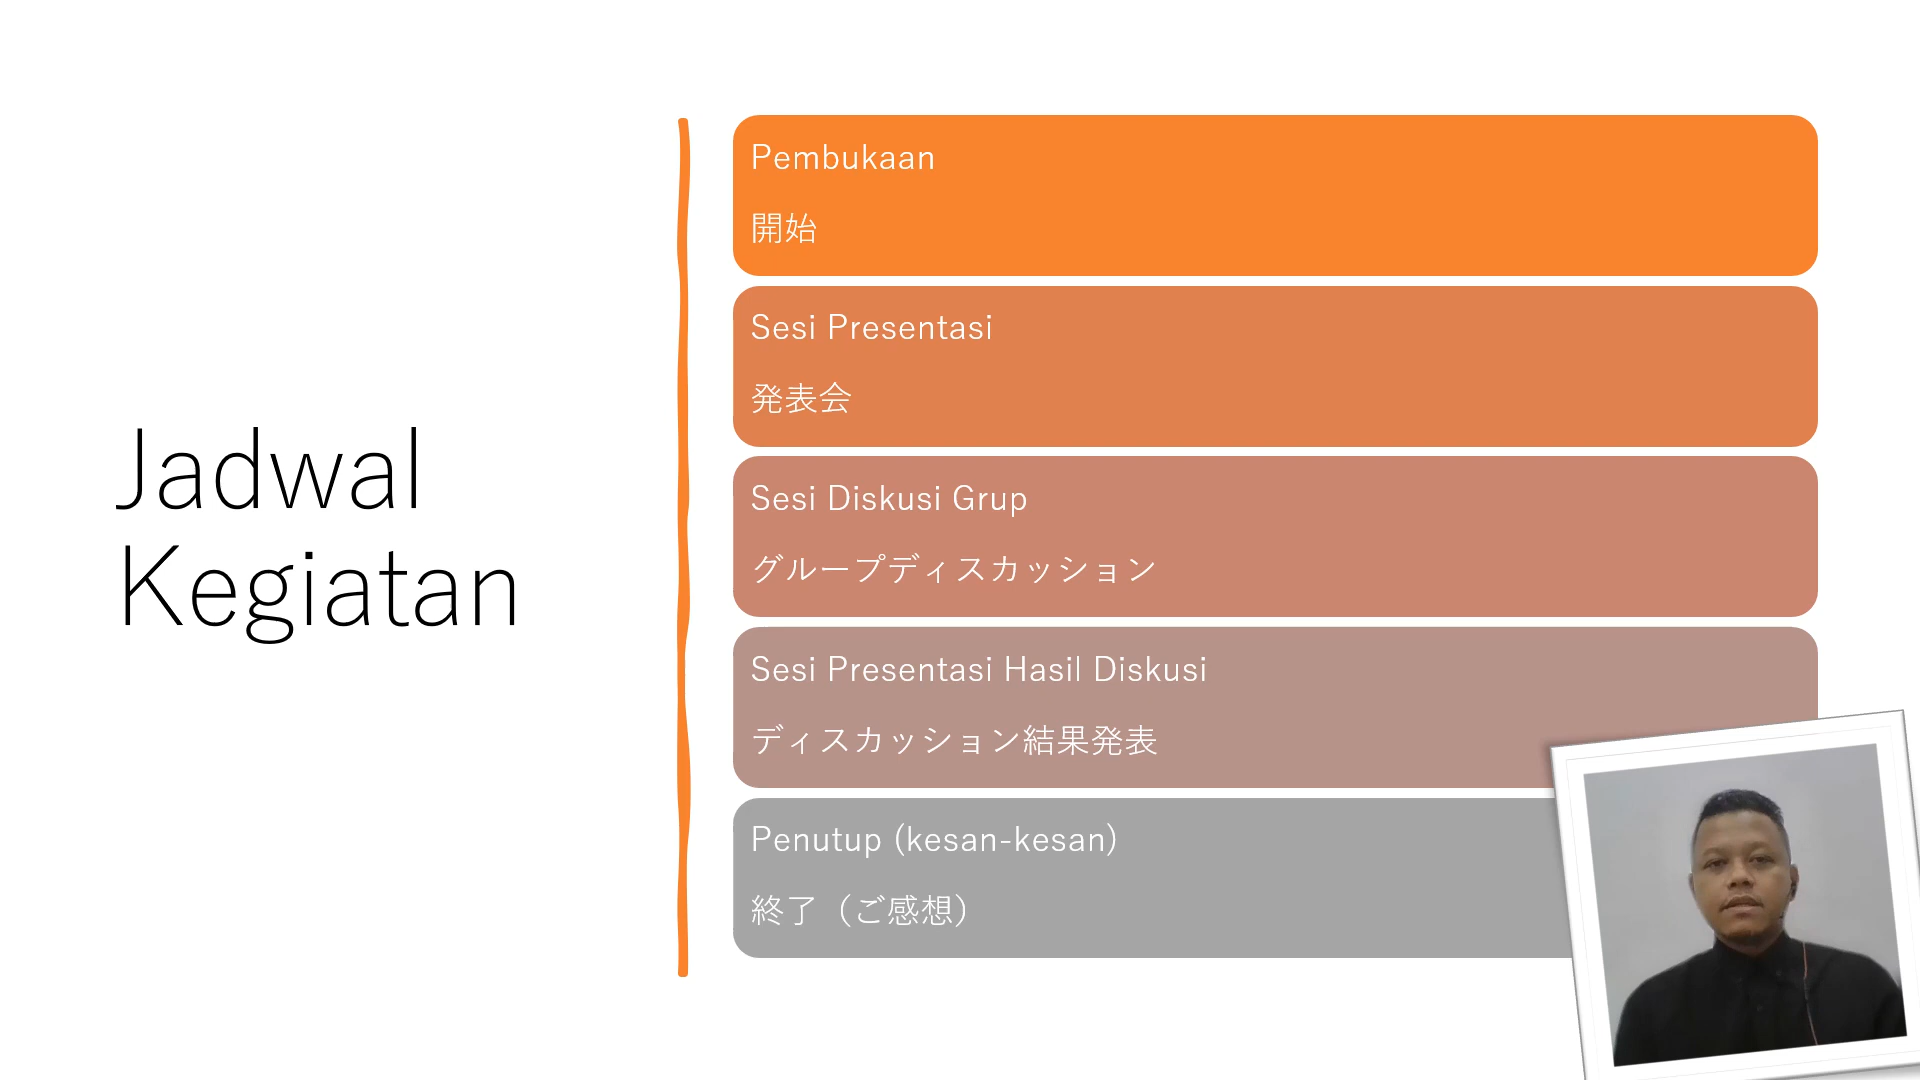 Jadwal
Kegiatan
Pembukaan
開始
Sesi Presentasi
発表会
Sesi Diskusi Grup
グループディスカッション
Sesi Presentasi Hasil Diskusi
ディスカッション結果発表
Penutup (kesan-kesan)
終了（ご感想）